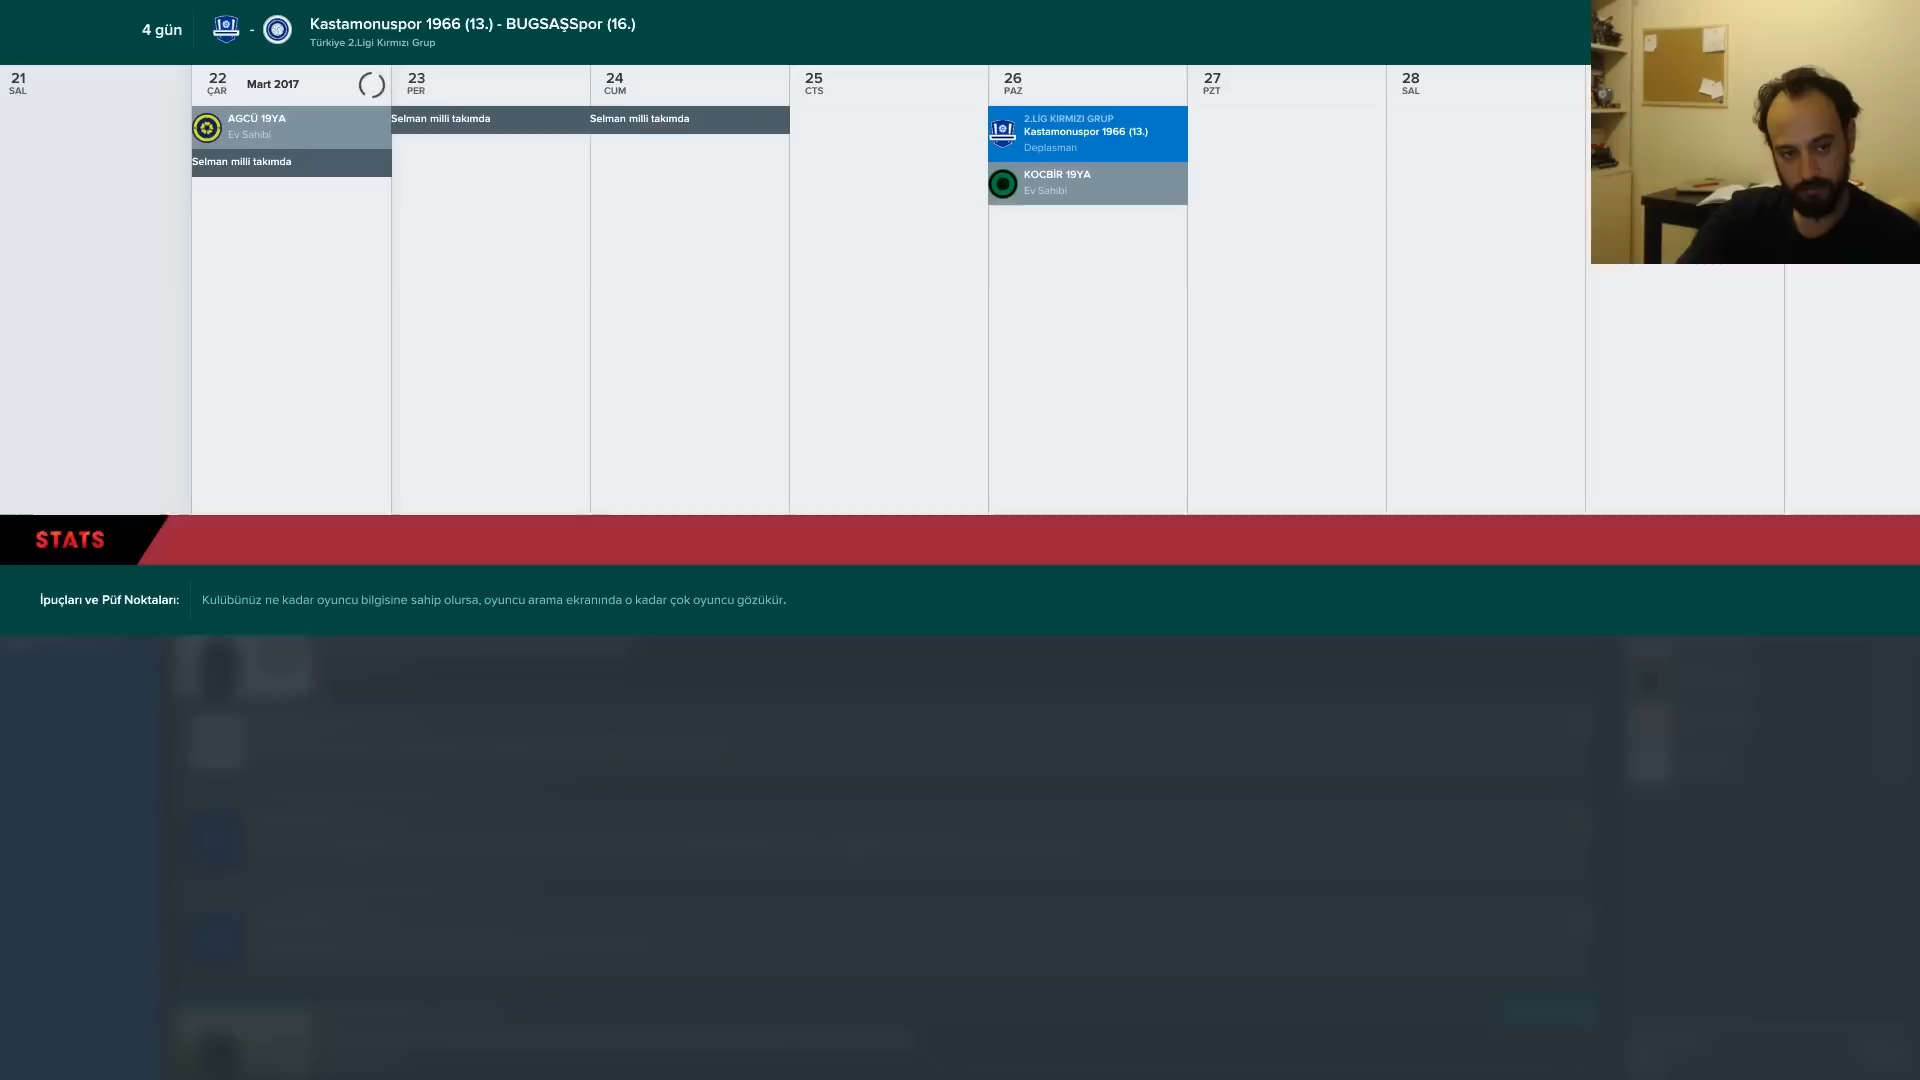 4 gün
-
Kastamonuspor 1966 (13.) - BUGSAŞSpor (16.)
Türkiye 2.Ligi Kırmızı Grup
21
SAL
22
ÇAR
Mart 2017
23
PER
24
CUM
25
CTS
26
PAZ
27
PZT
28
SAL
AGCÜ 19YA
Ev Sahibi
Selman milli takımda
Selman milli takımda
Selman milli takımda
2.LİG KIRMIZI GRUP
Kastamonuspor 1966 (13.)
Deplasman
KOCBİR 19YA
Ev Sahibi
STATS
İpuçları ve Püf Noktaları:
Kulübünüz ne kadar oyuncu bilgisine sahip olursa, oyuncu arama ekranında o kadar çok oyuncu gözükür.